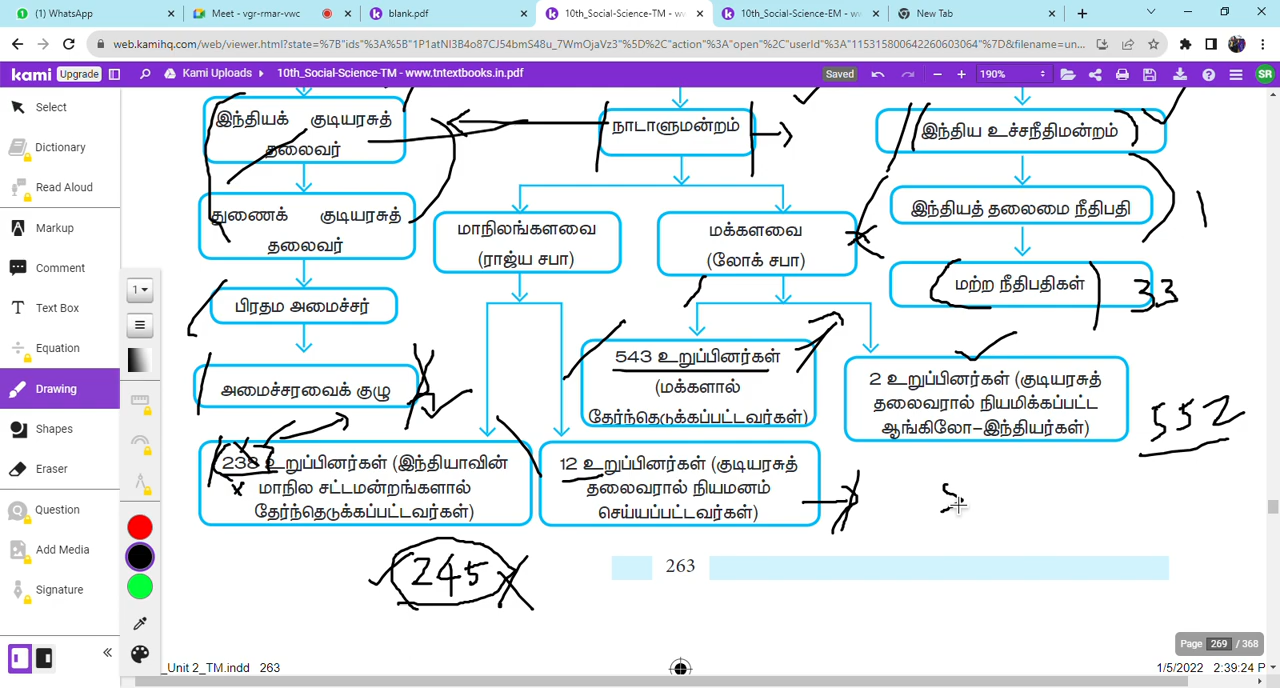 (1) WhatsApp
Meet - vgr-rmar-vwc
blank.pdf
10th_Social-Science-TM - ww
10th_Social-Science-EM - www
New Tab
web.kamihq.com/web/viewer.html?state=%7B"ids"%3A%5B"1P1atNI3B4o87CJ54bmS48u_7WmOjaVz3"%5D%2C"action"%3A"open"%2C"userId"%3A"115315800642260603064"%7D&filename=un...
kami Upgrade
Kami Uploads
10th_Social-Science-TM - www.tntextbooks.in.pdf
Saved
190%
SR
Select
Dictionary
Read Aloud
Markup
Comment
Text Box
Equation
Drawing
Shapes
Eraser
Question
Add Media
Signature
1
இந்தியக் குடியரசுத்
தலைவர்
துணைக் குடியரசுத்
தலைவர்
பிரதம அமைச்சர்
அமைச்சரவைக் குழு
நாடாளுமன்றம்
மாநிலங்களவை
(ராஜ்ய சபா)
மக்களவை
(லோக் சபா)
இந்திய உச்சநீதிமன்றம்
இந்தியத் தலைமை நீதிபதி
1
மற்ற நீதிபதிகள்
33
543 உறுப்பினர்கள்
(மக்களால்
தேர்ந்தெடுக்கப்பட்டவர்கள்)
2 உறுப்பினர்கள் (குடியரசுத்
தலைவரால் நியமிக்கப்பட்ட
ஆங்கிலோ-இந்தியர்கள்)
552
238 உறுப்பினர்கள் (இந்தியாவின்
மாநில சட்டமன்றங்களால்
தேர்ந்தெடுக்கப்பட்டவர்கள்)
12 உறுப்பினர்கள் (குடியரசுத்
தலைவரால் நியமனம்
செய்யப்பட்டவர்கள்)
245
263
Page 269 / 368
_Unit 2_TM.indd 263
1/5/2022 2:39:24 P